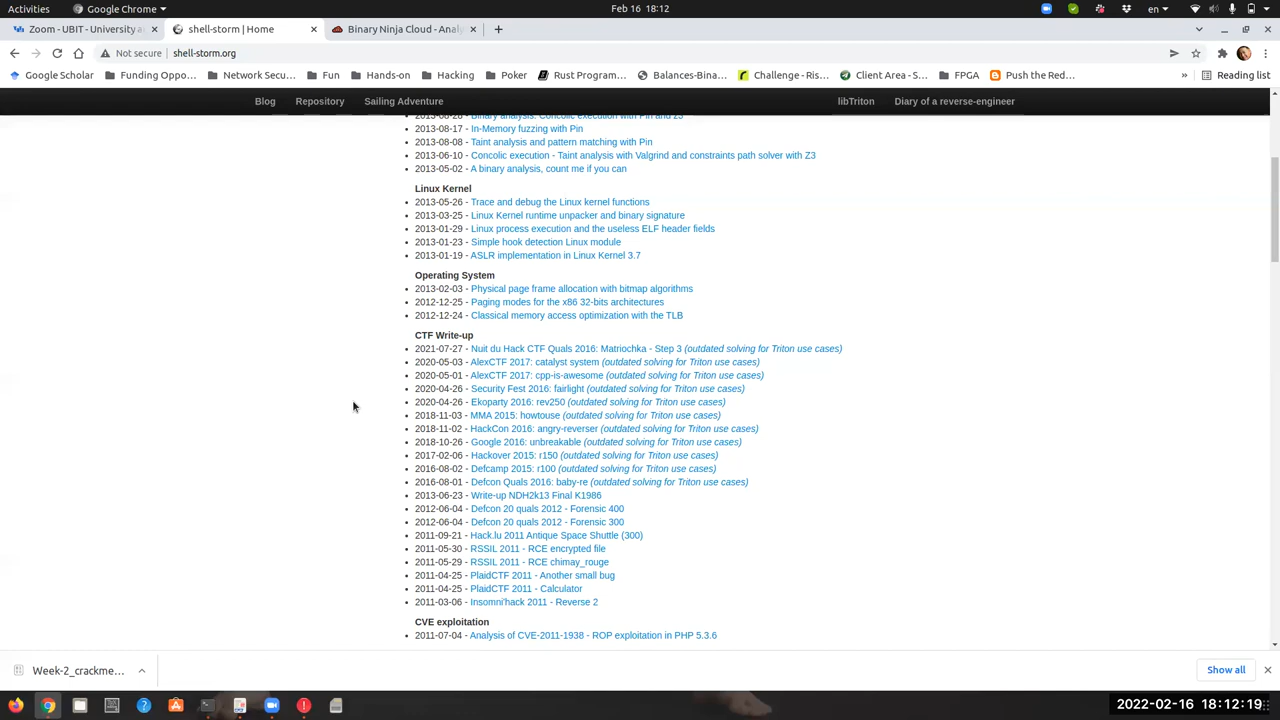 Activities
Google Chrome
Feb 16 18:12
en
Zoom - UBIT - University a
shell-storm | Home
Binary Ninja Cloud - Anal
Not secure
shell-storm.org
Google Scholar
Funding Oppo...
Network Secu...
Fun
Hands-on
Hacking
Poker
Rust Program...
Balances-Bina...
Challenge - Ris...
Client Area - S...
FPGA
Push the Red...
»
Reading list
Blog
Repository
Sailing Adventure
libTriton
Diary of a reverse-engineer
2013-08-28 - Binary analysis: Concolic execution with Pin and z3
2013-08-17 - In-Memory fuzzing with Pin
2013-08-08 - Taint analysis and pattern matching with Pin
2013-06-10 - Concolic execution - Taint analysis with Valgrind and constraints path solver with Z3
2013-05-02 - A binary analysis, count me if you can
Linux Kernel
2013-05-26 - Trace and debug the Linux kernel functions
2013-03-25 - Linux Kernel runtime unpacker and binary signature
2013-01-29 - Linux process execution and the useless ELF header fields
2013-01-23 - Simple hook detection Linux module
2013-01-19 - ASLR implementation in Linux Kernel 3.7
Operating System
2013-02-03 - Physical page frame allocation with bitmap algorithms
2012-12-25 - Paging modes for the x86 32-bits architectures
2012-12-24 - Classical memory access optimization with the TLB
CTF Write-up
2021-07-27 - Nuit du Hack CTF Quals 2016: Matriochka - Step 3 (outdated solving for Triton use cases)
2020-05-03 - AlexCTF 2017: catalyst system (outdated solving for Triton use cases)
2020-05-01 - AlexCTF 2017: cpp-is-awesome (outdated solving for Triton use cases)
2020-04-26 - Security Fest 2016: fairlight (outdated solving for Triton use cases)
2020-04-26 - Ekoparty 2016: rev250 (outdated solving for Triton use cases)
2018-11-03 - MMA 2015: howtouse (outdated solving for Triton use cases)
2018-11-02 - HackCon 2016: angry-reverser (outdated solving for Triton use cases)
2018-10-26 - Google 2016: unbreakable (outdated solving for Triton use cases)
2017-02-06 - Hackover 2015: r150 (outdated solving for Triton use cases)
2016-08-02 - Defcamp 2015: r100 (outdated solving for Triton use cases)
2016-08-01 - Defcon Quals 2016: baby-re (outdated solving for Triton use cases)
2013-06-23 - Write-up NDH2k13 Final K1986
2012-06-04 - Defcon 20 quals 2012 - Forensic 400
2012-06-04 - Defcon 20 quals 2012 - Forensic 300
2011-09-21 - Hack.lu 2011 Antique Space Shuttle (300)
2011-05-30 - RSSIL 2011 - RCE encrypted file
2011-05-29 - RSSIL 2011 - RCE chimay_rouge
2011-04-25 - PlaidCTF 2011 - Another small bug
2011-04-25 - PlaidCTF 2011 - Calculator
2011-03-06 - Insomni'hack 2011 - Reverse 2
CVE exploitation
2011-07-04 - Analysis of CVE-2011-1938 - ROP exploitation in PHP 5.3.6
Week-2_crackme...
Show all
2022-02-16 18:12:19